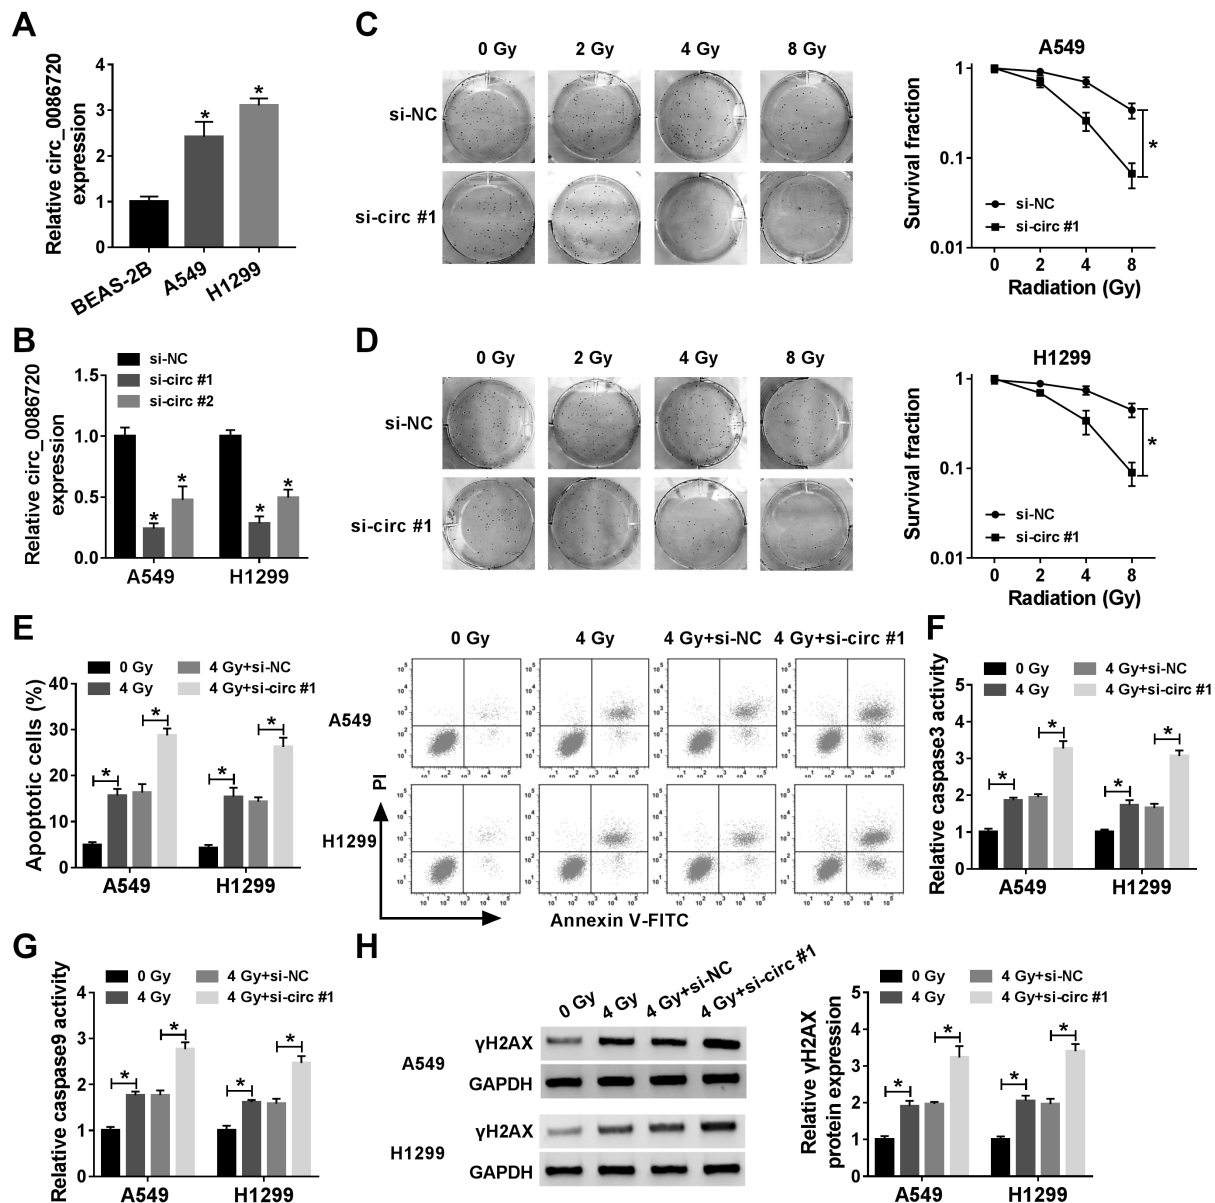 A
Relative circ_0086720
expression
4
3
2
1
0
*
*
BEAS-2B
A549
H1299
B
Relative circ_0086720
expression
si-NC
si-circ #1
si-circ #2
1.5
1.0
0.5
0.0
*
*
*
*
A549
H1299
C
0 Gy
2 Gy
4 Gy
8 Gy
si-NC
si-circ #1
A549
Survival fraction
1
0.1
0.01
*
si-NC
si-circ #1
0
2
4
8
Radiation (Gy)
D
0 Gy
2 Gy
4 Gy
8 Gy
si-NC
si-circ #1
H1299
Survival fraction
1
0.1
0.01
*
si-NC
si-circ #1
0
2
4
8
Radiation (Gy)
E
0 Gy
4 Gy
4 Gy+si-NC
4 Gy+si-circ #1
Apoptotic cells (%)
40
30
20
10
0
*
*
*
*
A549
H1299
0 Gy
4 Gy
4 Gy+si-NC
4 Gy+si-circ #1
A549
H1299
PI
Annexin V-FITC
F
0 Gy
4 Gy
4 Gy+si-NC
4 Gy+si-circ #1
Relative caspase3 activity
5
4
3
2
1
0
*
*
*
*
A549
H1299
G
0 Gy
4 Gy
4 Gy+si-NC
4 Gy+si-circ #1
Relative caspase9 activity
4
3
2
1
0
*
*
*
*
A549
H1299
H
0 Gy
4 Gy
4 Gy+si-NC
4 Gy+si-circ #1
A549
γH2AX
GAPDH
H1299
γH2AX
GAPDH
0 Gy
4 Gy
4 Gy+si-NC
4 Gy+si-circ #1
Relative γH2AX
protein expression
5
4
3
2
1
0
*
*
*
*
A549
H1299